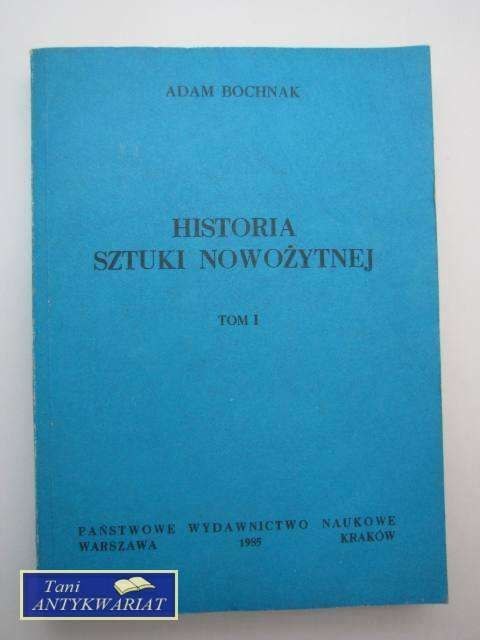 ADAM BOCHNAK
HISTORIA
SZTUKI NOWOŻYTNEJ
TOM I
PAŃSTWOWE WYDAWNICTWO NAUKOWE
WARSZAWA 1985 KRAKÓW
Tani
ANTYKWARIAT